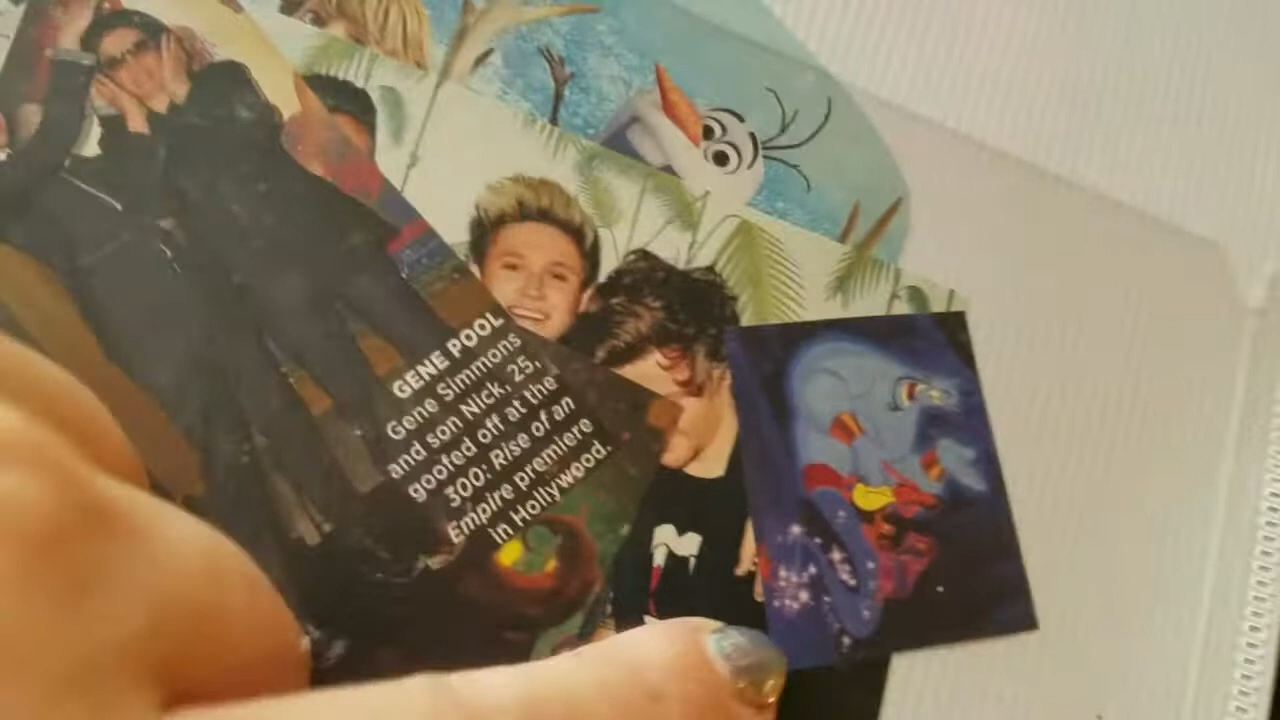 GENE POOL
Gene Simmons
and son Nick, 25,
goofed off at the
300: Rise of an
Empire premiere
in Hollywood.